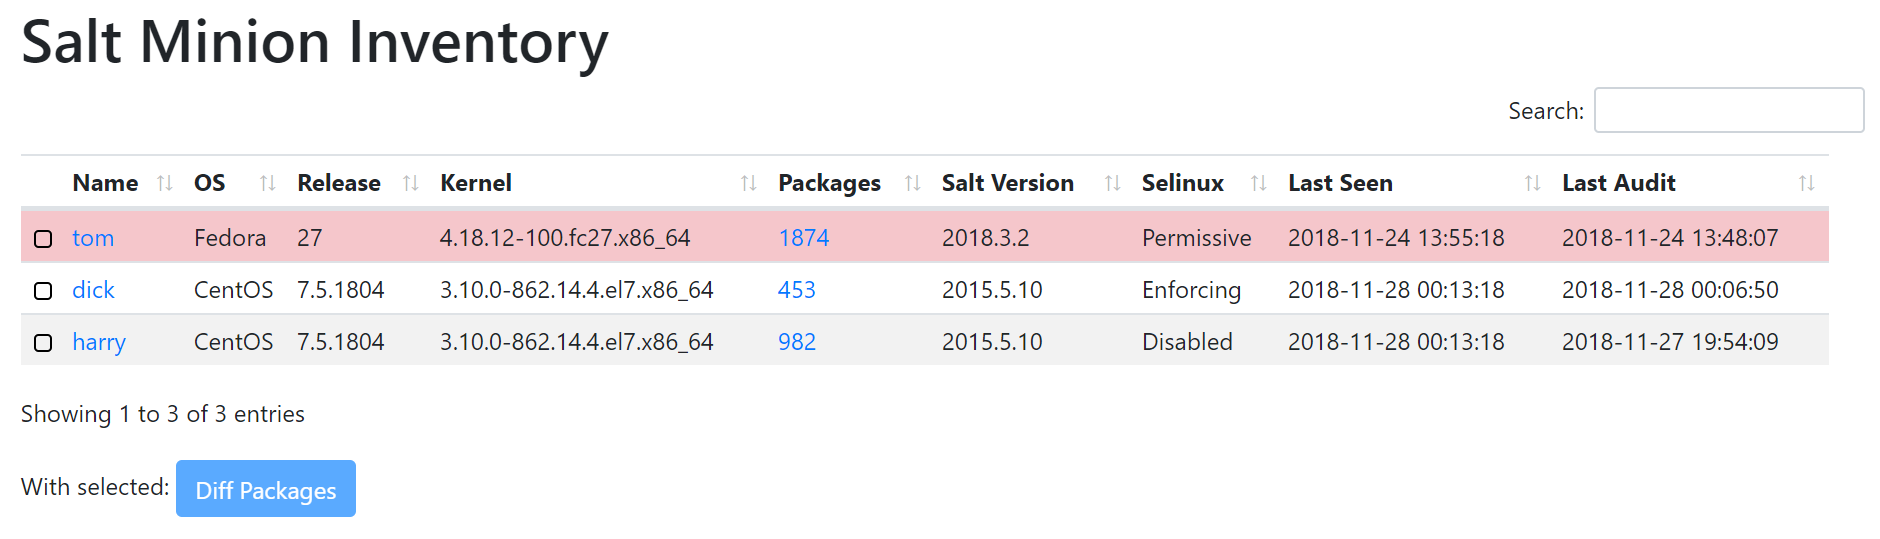 Salt Minion Inventory
Search:
Name OS Release Kernel Packages Salt Version Selinux Last Seen Last Audit
tom Fedora 27 4.18.12-100.fc27.x86_64 1874 2018.3.2 Permissive 2018-11-24 13:55:18 2018-11-24 13:48:07
dick CentOS 7.5.1804 3.10.0-862.14.4.el7.x86_64 453 2015.5.10 Enforcing 2018-11-28 00:13:18 2018-11-28 00:06:50
harry CentOS 7.5.1804 3.10.0-862.14.4.el7.x86_64 982 2015.5.10 Disabled 2018-11-28 00:13:18 2018-11-27 19:54:09
Showing 1 to 3 of 3 entries
With selected: Diff Packages